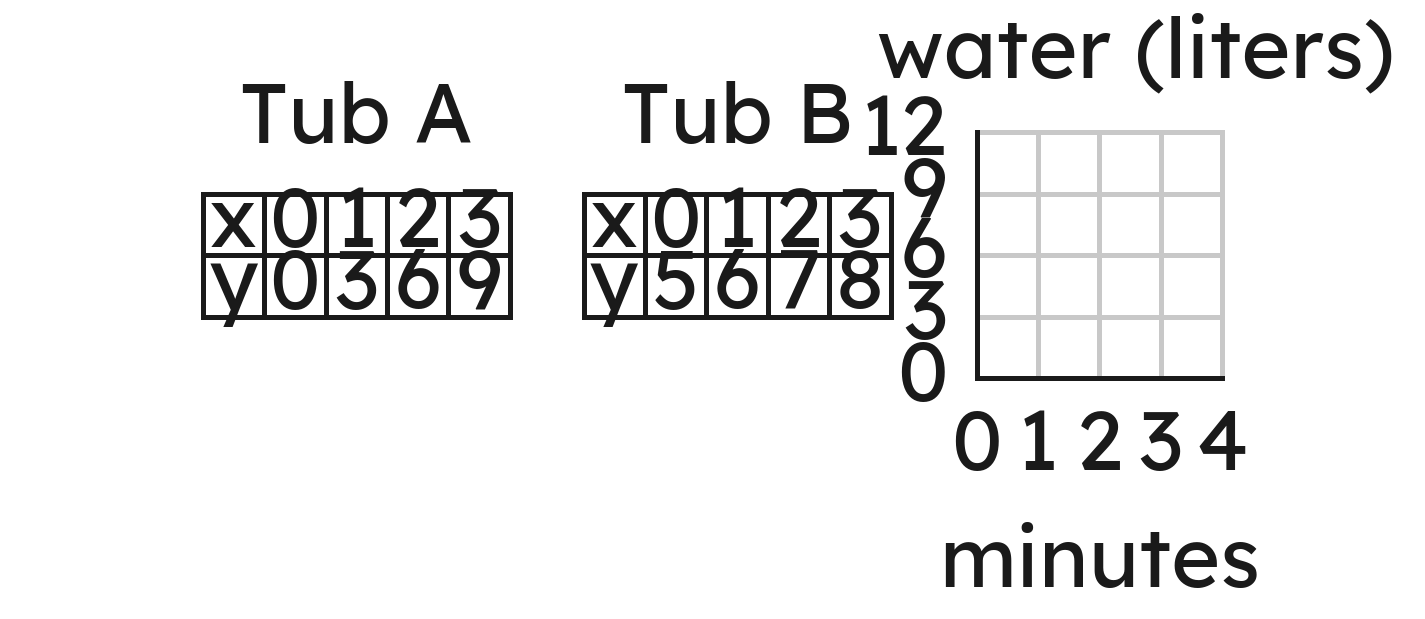 water (liters)
Tub A
x 0 1 2 3
y 0 3 6 9
Tub B
x 0 1 2 3
y 5 6 7 8
12
9
6
3
0
0 1 2 3 4
minutes